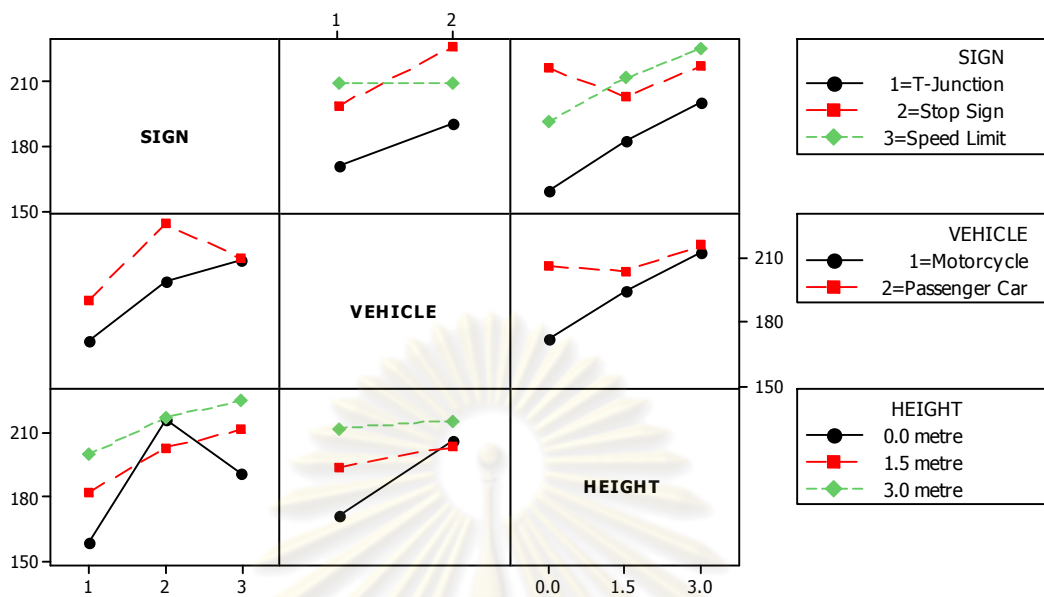 1 2
210
180
150
SIGN
SIGN
1=T-Junction
2=Stop Sign
3=Speed Limit
VEHICLE
210
180
150
VEHICLE
1=Motorcycle
2=Passenger Car
210
180
150
HEIGHT
HEIGHT
0.0 metre
1.5 metre
3.0 metre
1 2 3
0.0 1.5 3.0